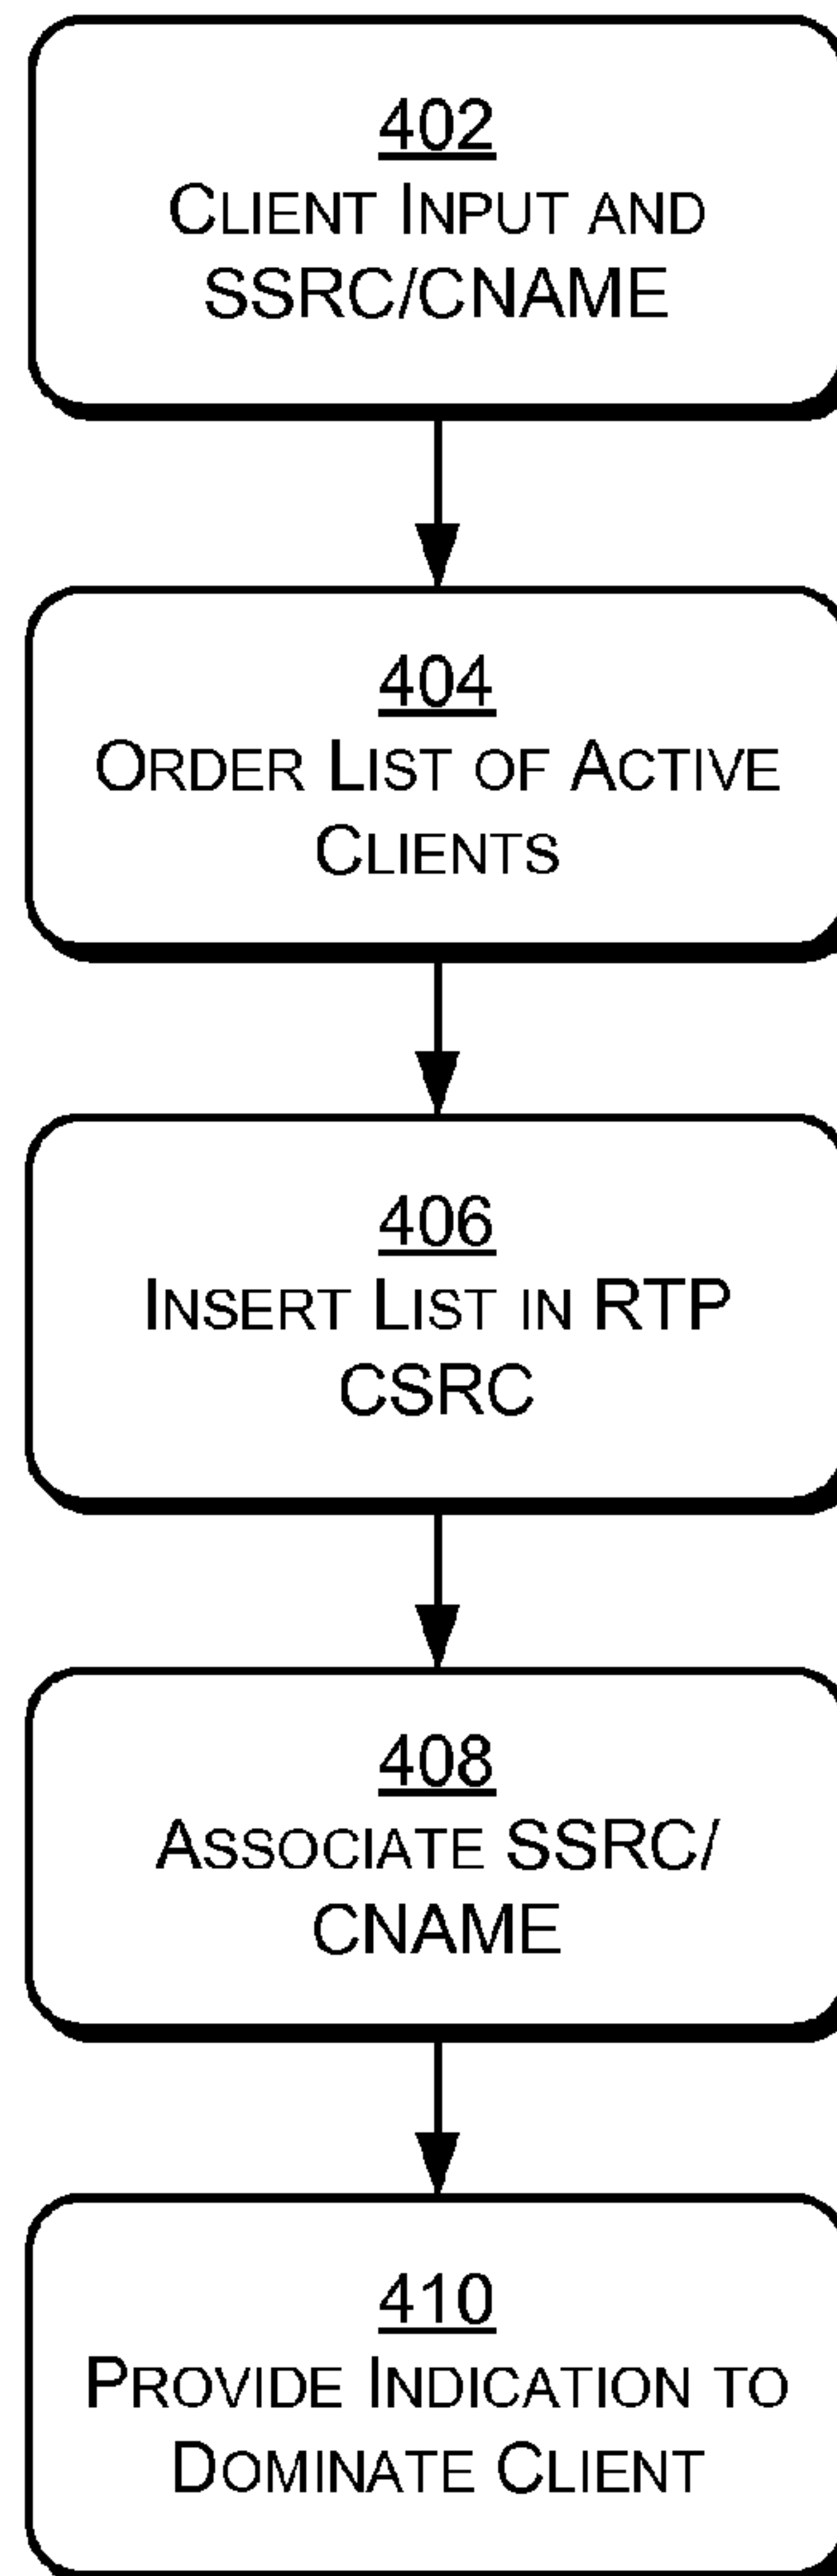 402
CLIENT INPUT AND
SSRC/CNAME
404
ORDER LIST OF ACTIVE
CLIENTS
406
INSERT LIST IN RTP
CSRC
408
ASSOCIATE SSRC/
CNAME
410
PROVIDE INDICATION TO
DOMINATE CLIENT